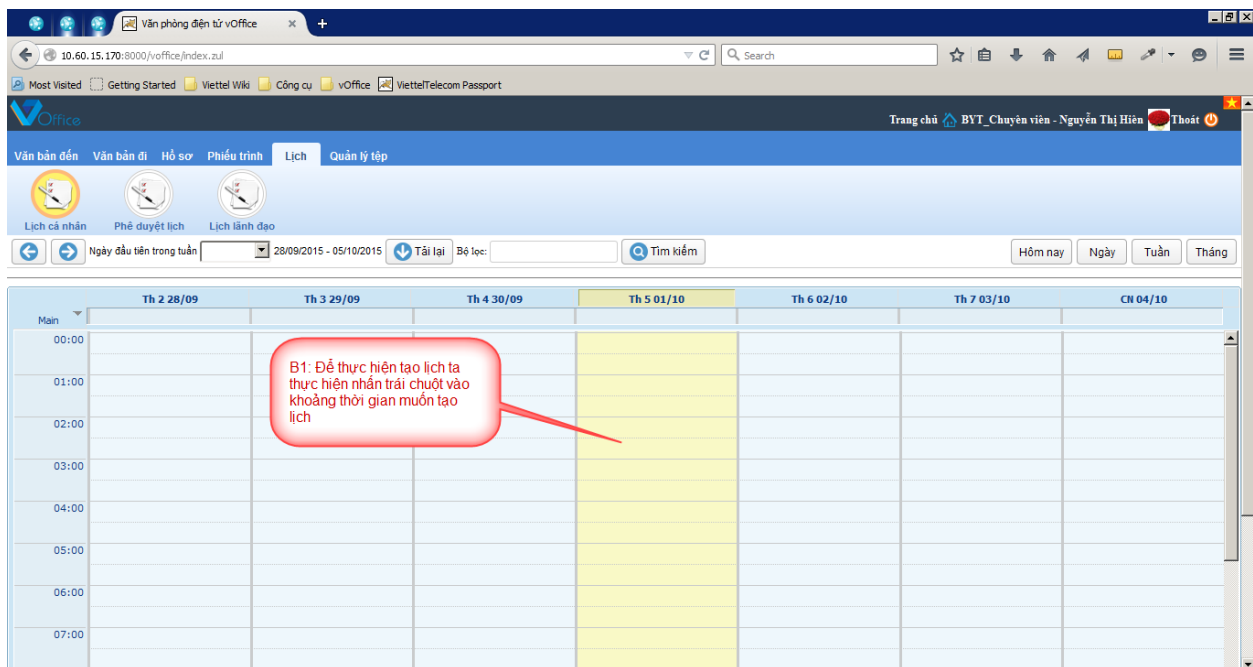 Văn phòng điện tử vOffice
10.60.15.170:8000/voffice/index.zul
Search
Most Visited Getting Started Viettel Wiki Công cụ vOffice ViettelTelecom Passport
VOffice
Trang chủ BYT_Chuyên viên - Nguyễn Thị Hiên Thoát
Văn bản đến Văn bản đi Hồ sơ Phiếu trình Lịch Quản lý tệp
Lịch cá nhân Phê duyệt lịch Lịch lãnh đạo
Ngày đầu tiên trong tuần 28/09/2015 - 05/10/2015 Tải lại Bộ lọc: Tìm kiếm Hôm nay Ngày Tuần Tháng
Th 2 28/09 Th 3 29/09 Th 4 30/09 Th 5 01/10 Th 6 02/10 Th 7 03/10 CN 04/10
Main
00:00
B1: Để thực hiện tạo lịch ta
thực hiện nhấn trái chuột vào
khoảng thời gian muốn tạo
lịch
01:00
02:00
03:00
04:00
05:00
06:00
07:00